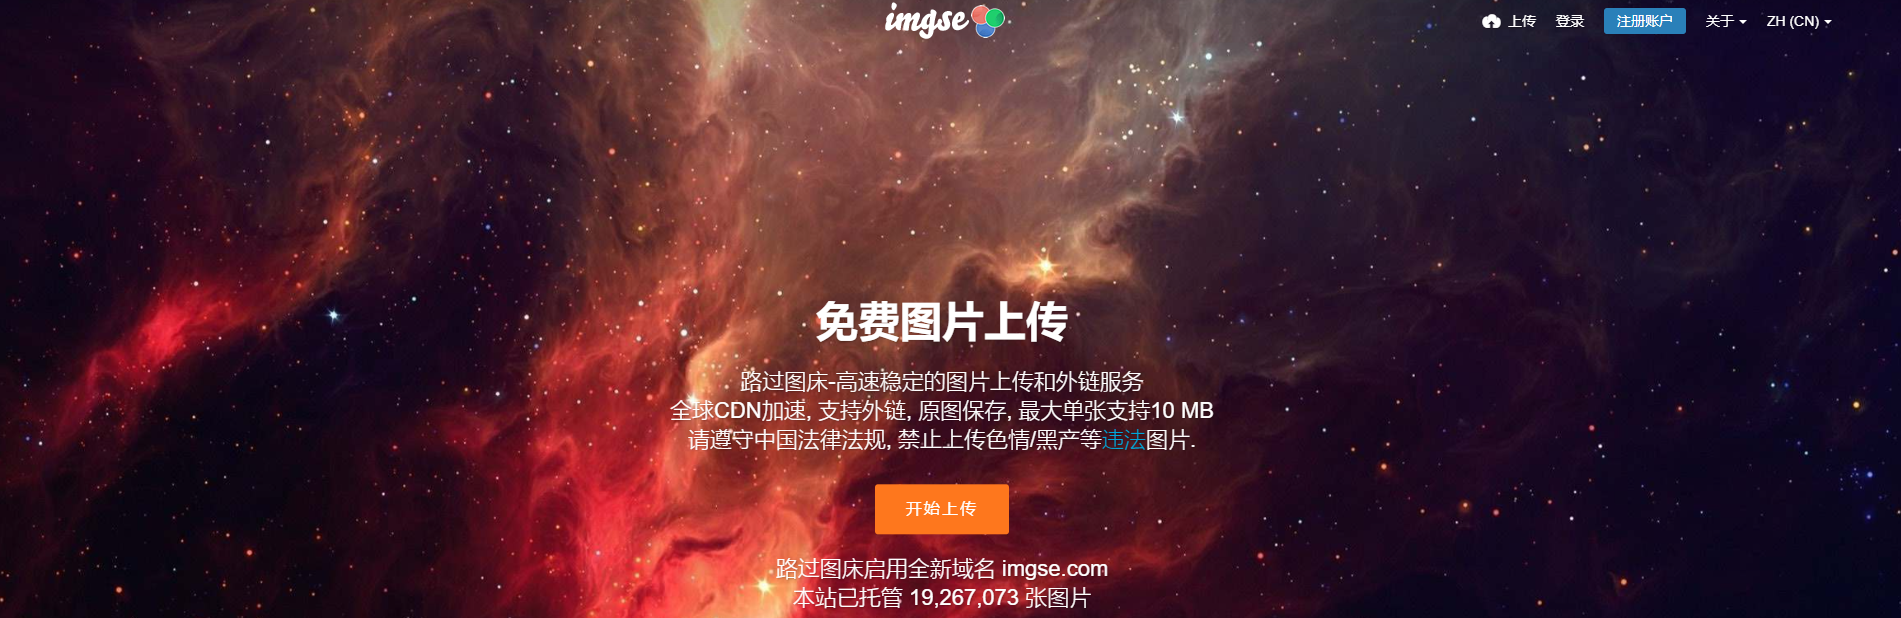 imgse
上传 登录 注册账户 关于 ZH (CN)
免费图片上传
路过图床-高速稳定的图片上传和外链服务
全球CDN加速, 支持外链, 原图保存, 最大单张支持10 MB
请遵守中国法律法规, 禁止上传色情/黑产等违法图片.
开始上传
路过图床启用全新域名 imgse.com
本站已托管 19,267,073 张图片